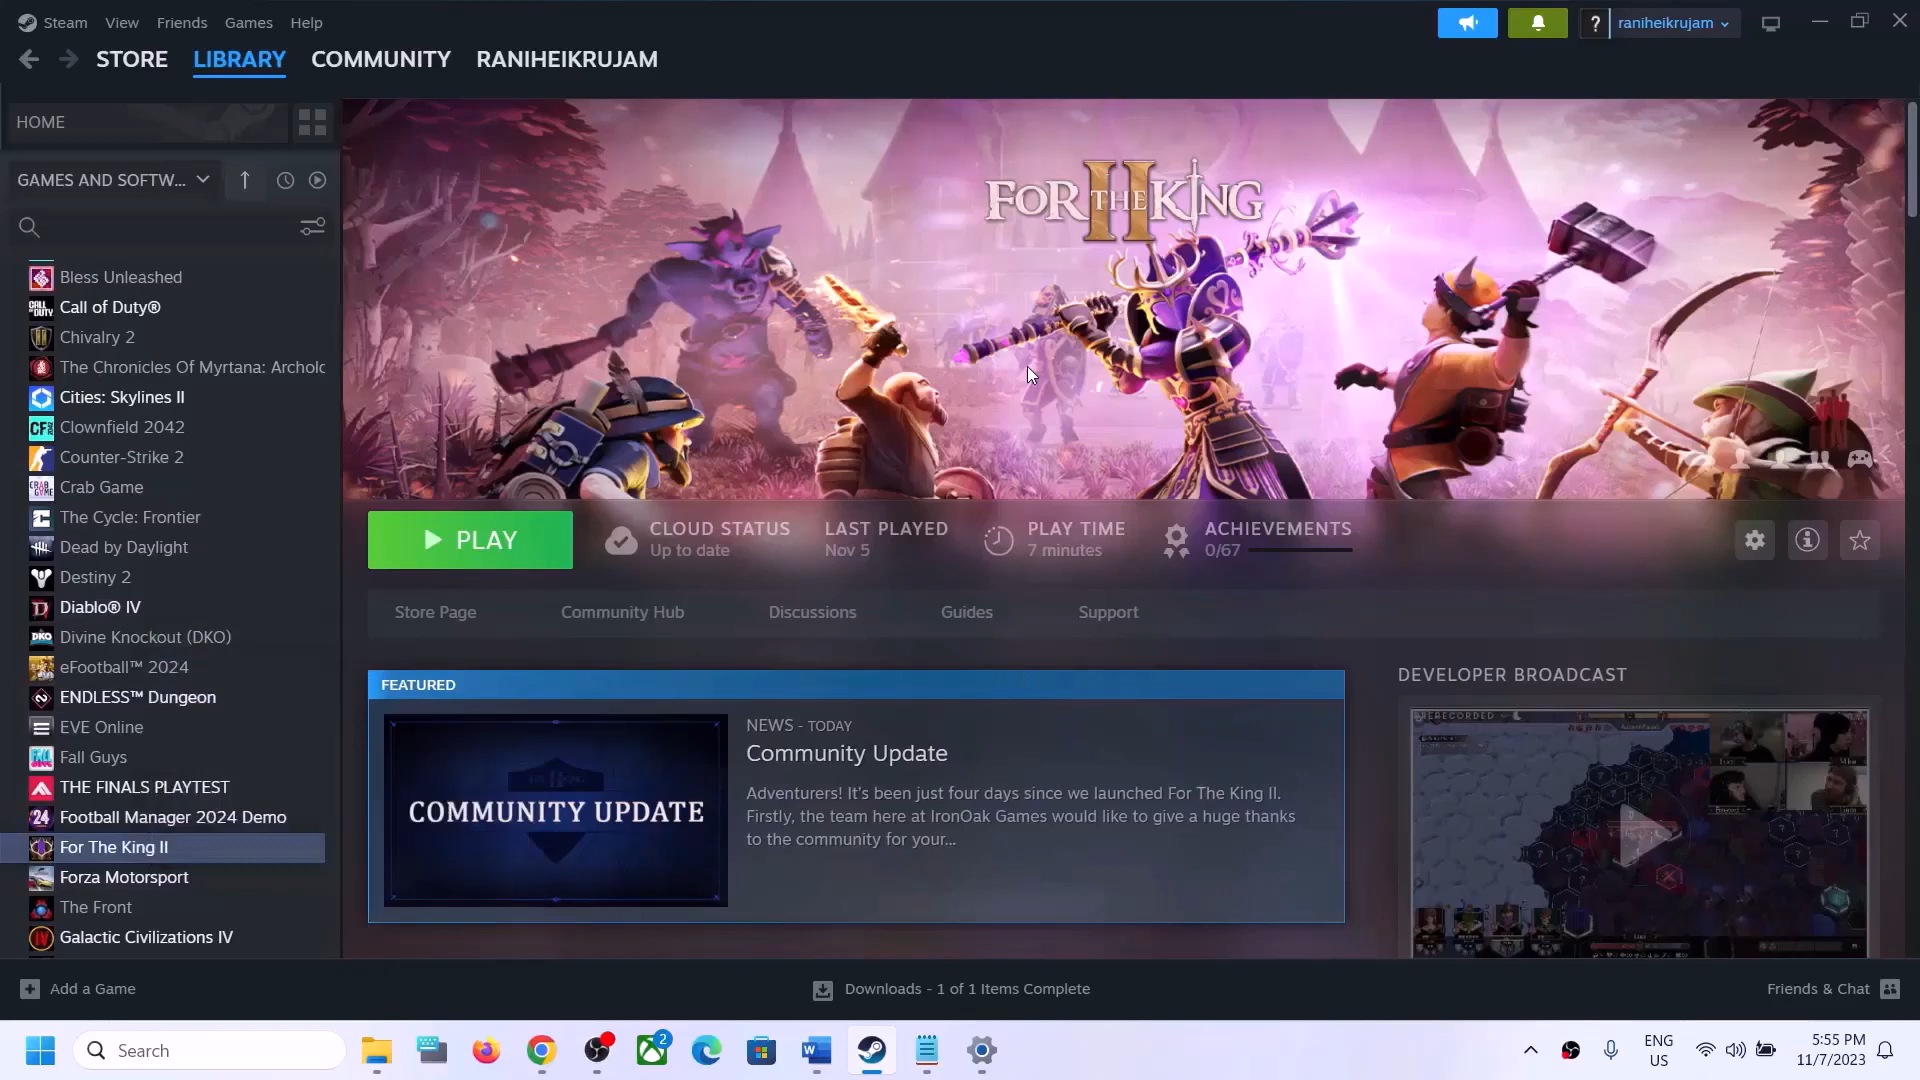 Steam View Friends Games Help
? raniheikrujam
STORE LIBRARY COMMUNITY RANIHEIKRUJAM
HOME
GAMES AND SOFTW...
Bless Unleashed
Call of Duty®
Chivalry 2
The Chronicles Of Myrtana: Archolo
Cities: Skylines II
Clownfield 2042
Counter-Strike 2
Crab Game
The Cycle: Frontier
Dead by Daylight
Destiny 2
Diablo® IV
Divine Knockout (DKO)
eFootball™ 2024
ENDLESS™ Dungeon
EVE Online
Fall Guys
THE FINALS PLAYTEST
Football Manager 2024 Demo
For The King II
Forza Motorsport
The Front
Galactic Civilizations IV
FOR THE KING
II
PLAY
CLOUD STATUS
Up to date
LAST PLAYED
Nov 5
PLAY TIME
7 minutes
ACHIEVEMENTS
0/67
Store Page Community Hub Discussions Guides Support
FEATURED
COMMUNITY UPDATE
NEWS - TODAY
Community Update
Adventurers! It's been just four days since we launched For The King II.
Firstly, the team here at IronOak Games would like to give a huge thanks
to the community for your...
DEVELOPER BROADCAST
PRERECORDED
Add a Game
Downloads - 1 of 1 Items Complete
Friends & Chat
Search
2
ENG
US
5:55 PM
11/7/2023